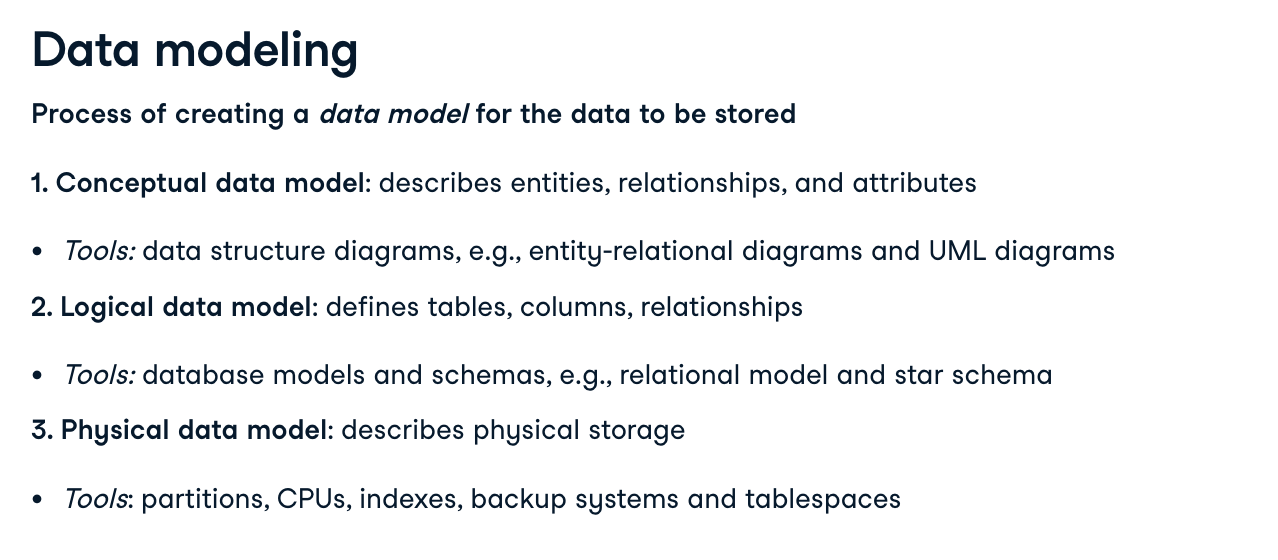 Data modeling
Process of creating a data model for the data to be stored
1. Conceptual data model: describes entities, relationships, and attributes
• Tools: data structure diagrams, e.g., entity-relational diagrams and UML diagrams
2. Logical data model: defines tables, columns, relationships
• Tools: database models and schemas, e.g., relational model and star schema
3. Physical data model: describes physical storage
• Tools: partitions, CPUs, indexes, backup systems and tablespaces